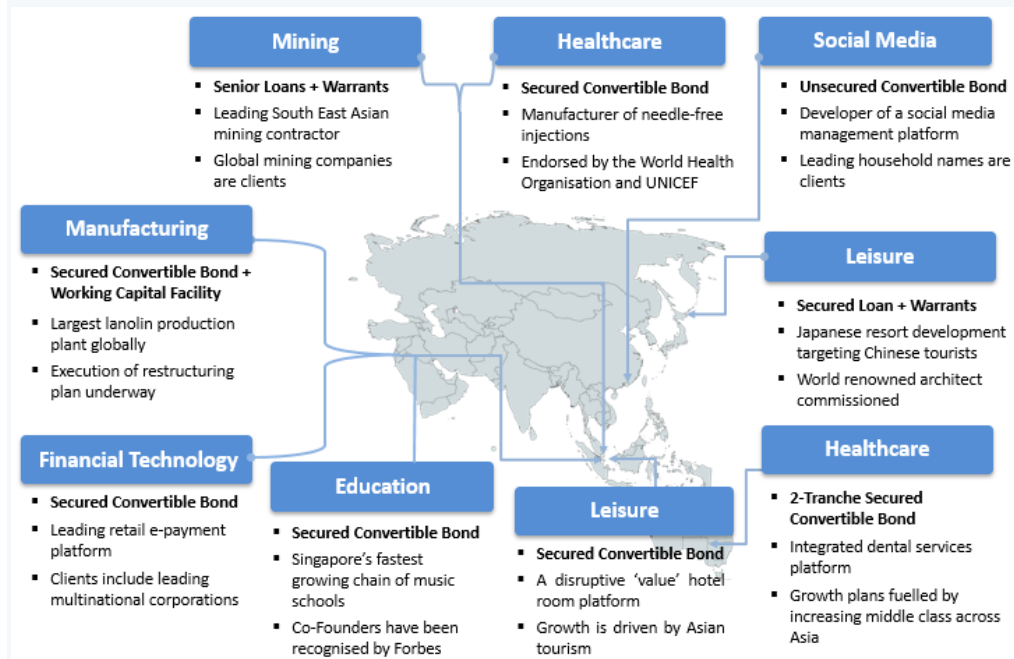 Mining
▪ Senior Loans + Warrants
▪ Leading South East Asian
mining contractor
▪ Global mining companies
are clients
Healthcare
▪ Secured Convertible Bond
▪ Manufacturer of needle-free
injections
▪ Endorsed by the World Health
Organisation and UNICEF
Social Media
▪ Unsecured Convertible Bond
▪ Developer of a social media
management platform
▪ Leading household names are
clients
Manufacturing
▪ Secured Convertible Bond +
Working Capital Facility
▪ Largest lanolin production
plant globally
▪ Execution of restructuring
plan underway
Leisure
▪ Secured Loan + Warrants
▪ Japanese resort development
targeting Chinese tourists
▪ World renowned architect
commissioned
Financial Technology
▪ Secured Convertible Bond
▪ Leading retail e-payment
platform
▪ Clients include leading
multinational corporations
Education
▪ Secured Convertible Bond
▪ Singapore’s fastest
growing chain of music
schools
▪ Co-Founders have been
recognised by Forbes
Leisure
▪ Secured Convertible Bond
▪ A disruptive ‘value’ hotel
room platform
▪ Growth is driven by Asian
tourism
Healthcare
▪ 2-Tranche Secured
Convertible Bond
▪ Integrated dental services
platform
▪ Growth plans fuelled by
increasing middle class across
Asia